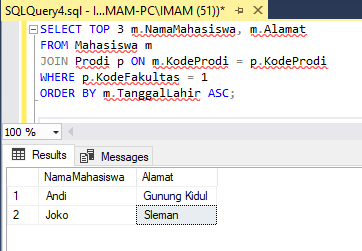 SQLQuery4.sql - I...MAM-PC\IMAM (51))*
SELECT TOP 3 m.NamaMahasiswa, m.Alamat
FROM Mahasiswa m
JOIN Prodi p ON m.KodeProdi = p.KodeProdi
WHERE p.KodeFakultas = 1
ORDER BY m.TanggalLahir ASC;
100 %
Results Messages
NamaMahasiswa Alamat
1 Andi Gunung Kidul
2 Joko Sleman